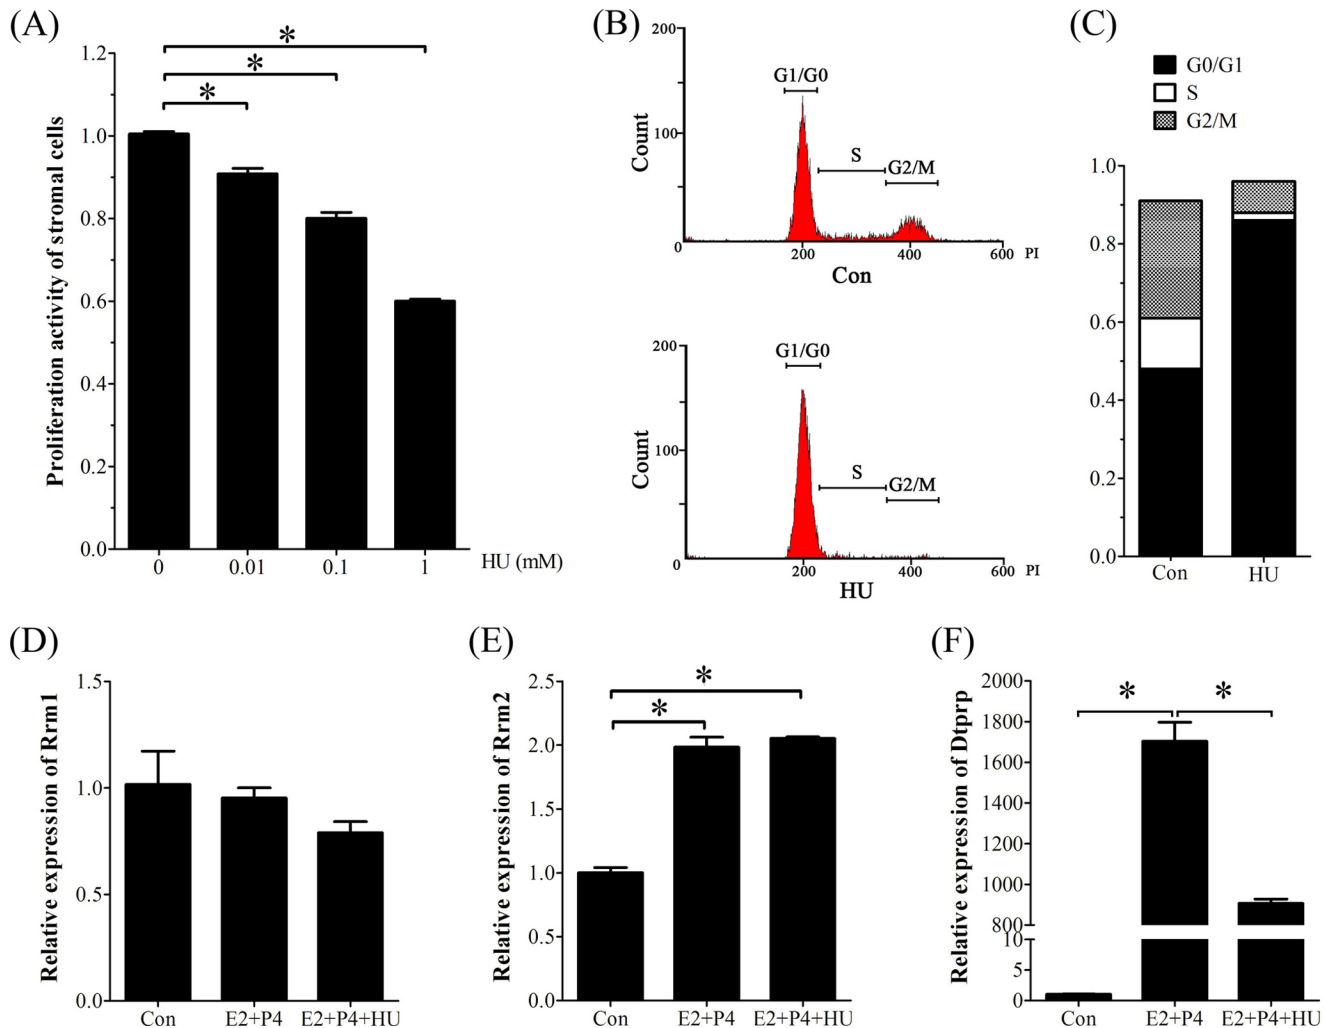 (A)
Proliferation activity of stromal cells
1.2
1.0
0.8
0.6
0.4
0.2
0.0
*
*
*
0 0.01 0.1 1 HU (mM)
(B)
Count
200
100
0
G1/G0
S
G2/M
200 400 600 PI
Con
Count
200
100
0
G1/G0
S
G2/M
200 400 600 PI
HU
(C)
G0/G1
S
G2/M
1.0
0.8
0.6
0.4
0.2
0.0
Con HU
(D)
Relative expression of Rrm1
1.5
1.0
0.5
0.0
Con E2+P4 E2+P4+HU
(E)
Relative expression of Rrm2
2.5
2.0
1.5
1.0
0.5
0.0
*
*
Con E2+P4 E2+P4+HU
(F)
Relative expression of Dtprp
2000
1800
1600
1400
1200
1000
900
800
10
5
0
* *
Con E2+P4 E2+P4+HU